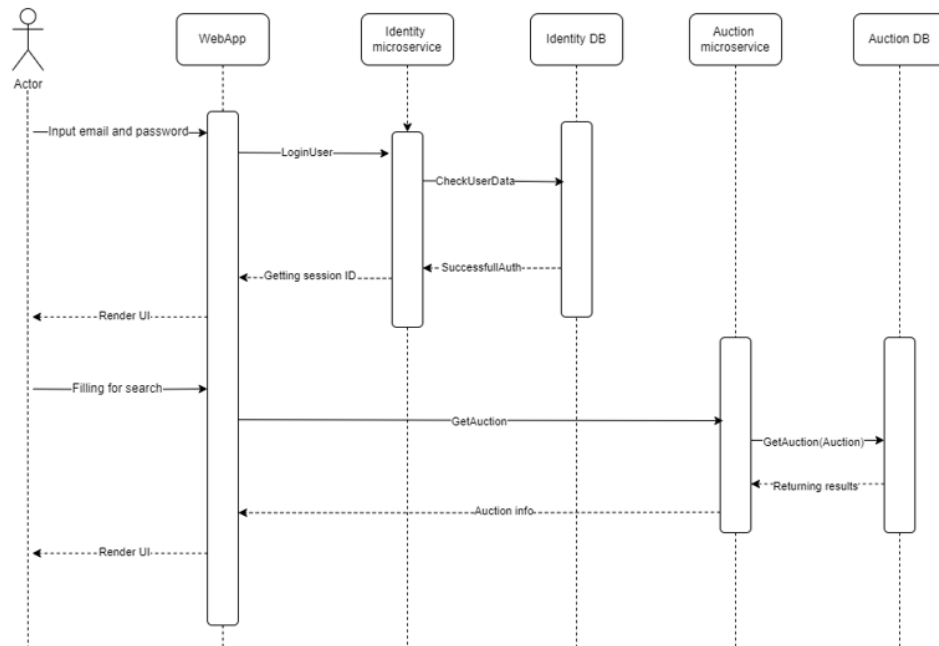 WebApp
Identity
microservice
Identity DB
Auction
microservice
Auction DB
Actor
Input email and password
LoginUser
CheckUserData
SuccessfullAuth
Getting session ID
Render UI
Filling for search
GetAuction
GetAuction(Auction)
Returning results
Auction info
Render UI